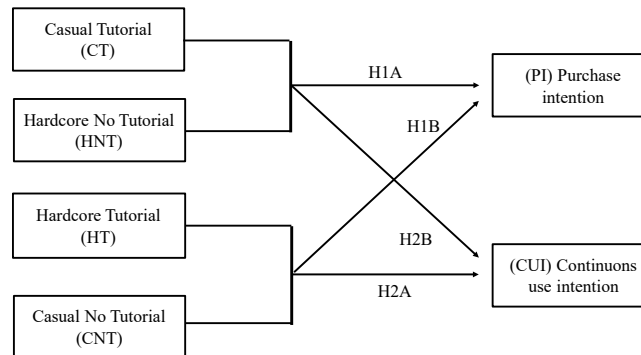 Casual Tutorial
(CT)
Hardcore No Tutorial
(HNT)
Hardcore Tutorial
(HT)
Casual No Tutorial
(CNT)
H1A
H1B
H2B
H2A
(PI) Purchase
intention
(CUI) Continuons
use intention